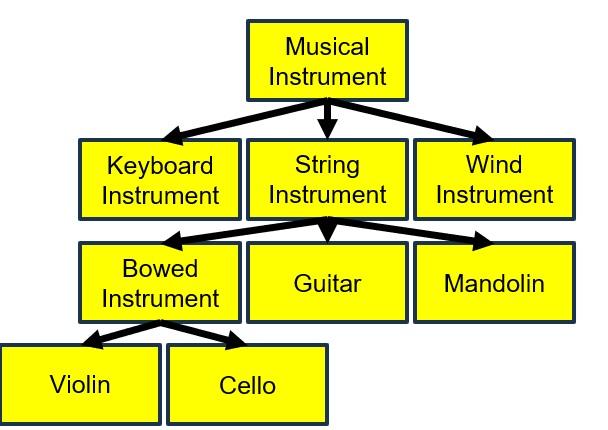 Musical
Instrument
Keyboard
Instrument
String
Instrument
Wind
Instrument
Bowed
Instrument
Guitar
Mandolin
Violin
Cello